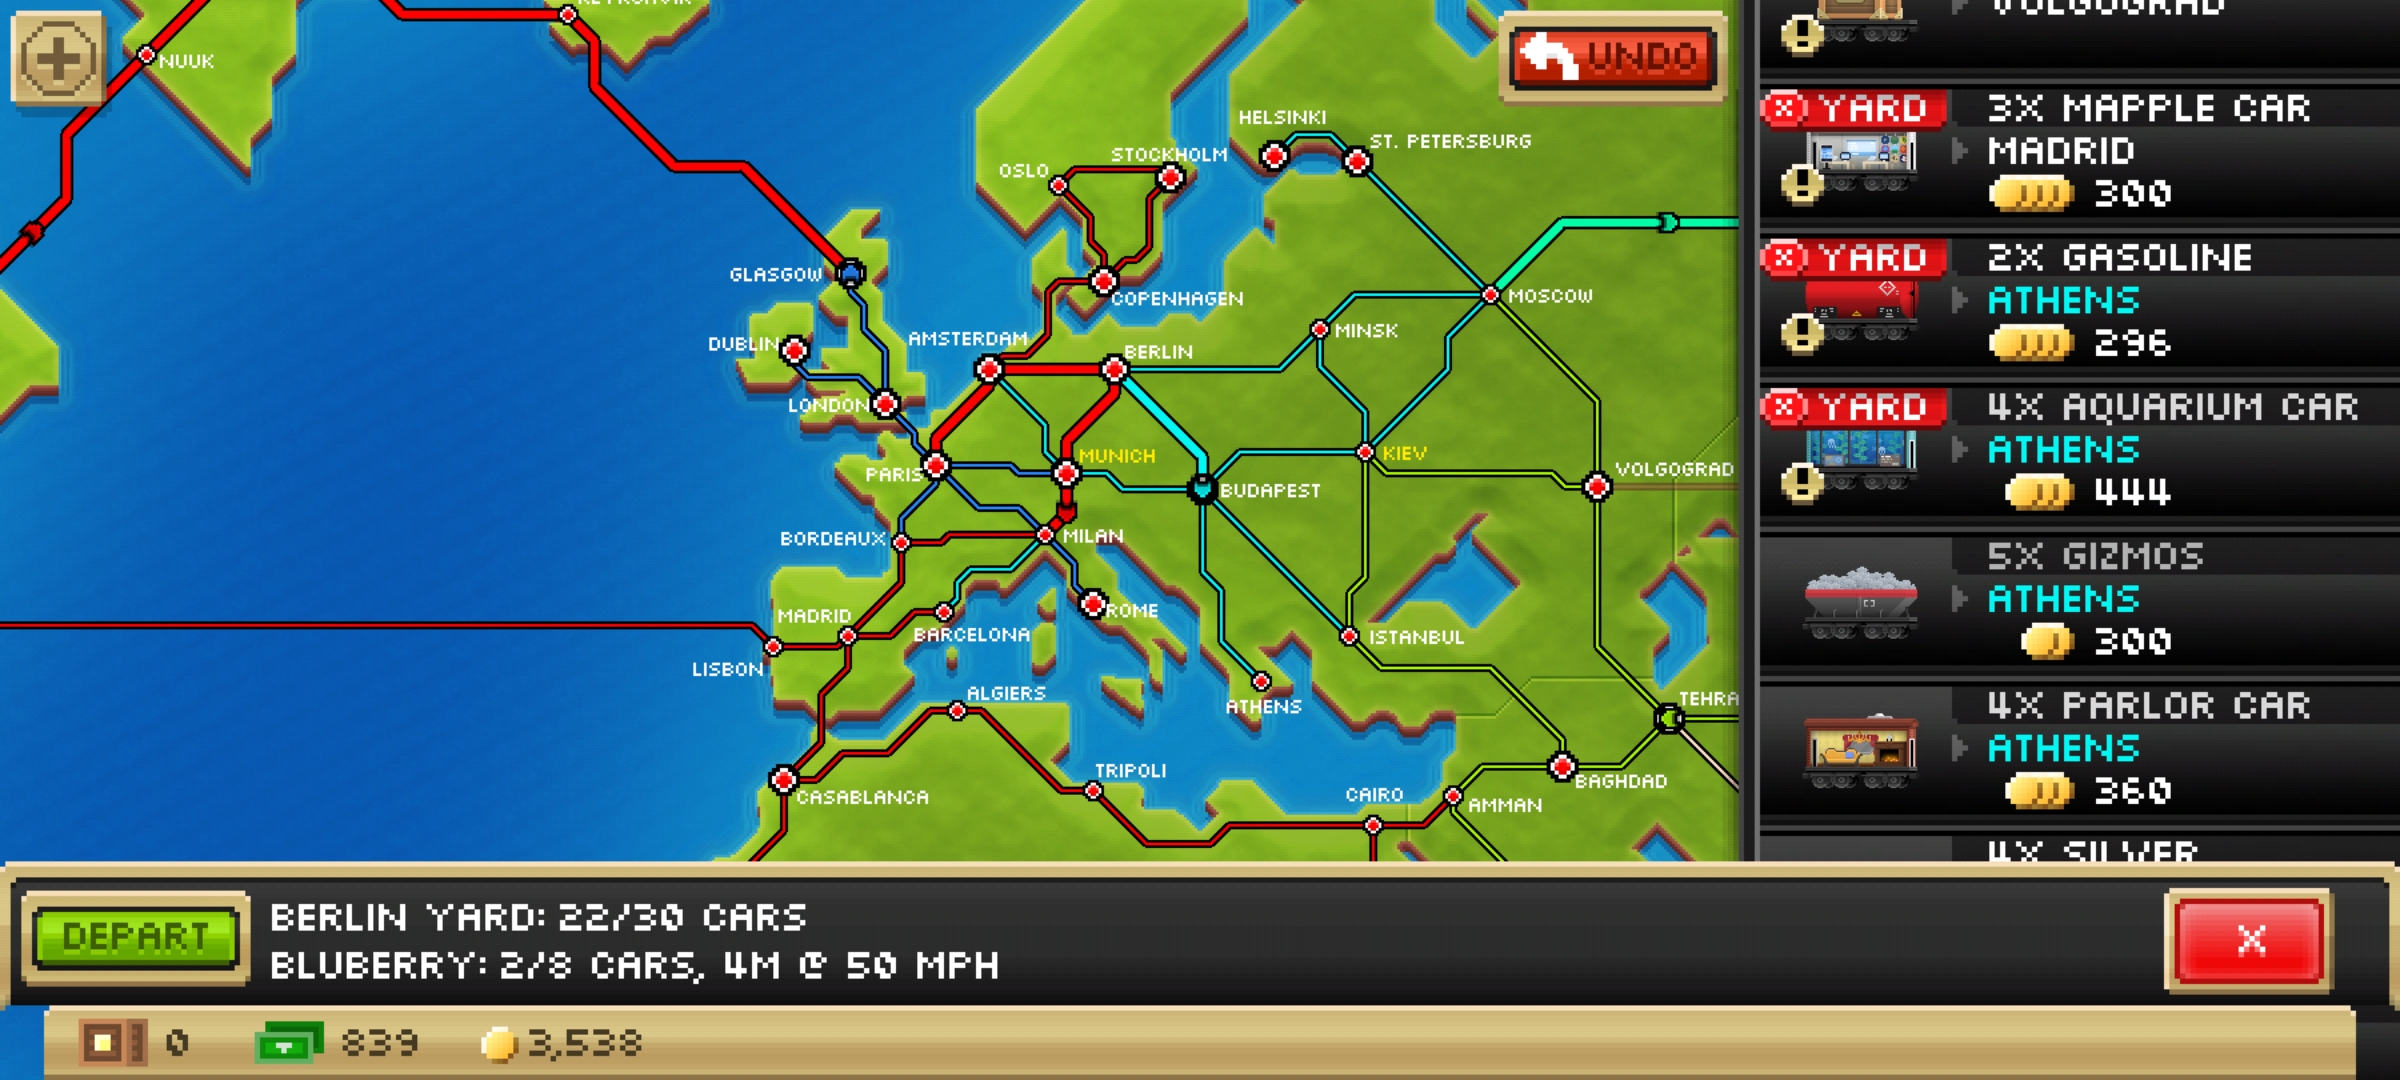 NUUK
UNDO
HELSINKI
ST. PETERSBURG
STOCKHOLM
OSLO
GLASGOW
COPENHAGEN
MOSCOW
MINSK
DUBLIN
AMSTERDAM
BERLIN
LONDON
MUNICH
KIEV
PARIS
BUDAPEST
VOLGOGRAD
BORDEAUX
MILAN
MADRID
ROME
BARCELONA
ISTANBUL
LISBON
ALGIERS
ATHENS
TEHRA
TRIPOLI
BAGHDAD
CASABLANCA
CAIRO
AMMAN
VOLGOGRAD
YARD
3X MAPPLE CAR
MADRID
300
YARD
2X GASOLINE
ATHENS
296
YARD
4X AQUARIUM CAR
ATHENS
444
5X GIZMOS
ATHENS
300
4X PARLOR CAR
ATHENS
360
4X SILVER
DEPART
BERLIN YARD: 22/30 CARS
BLUBERRY: 2/8 CARS, 4M @ 50 MPH
X
0
839
3,538